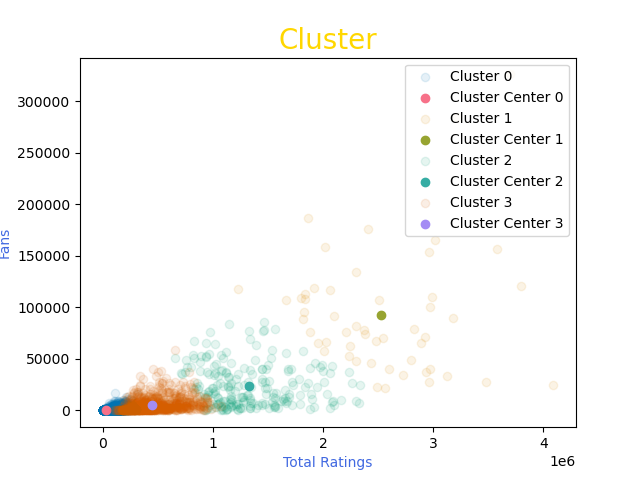 Cluster
Cluster 0
Cluster Center 0
Cluster 1
Cluster Center 1
Cluster 2
Cluster Center 2
Cluster 3
Cluster Center 3
300000
250000
200000
150000
100000
50000
0
Fans
0 1 2 3 4
1e6
Total Ratings